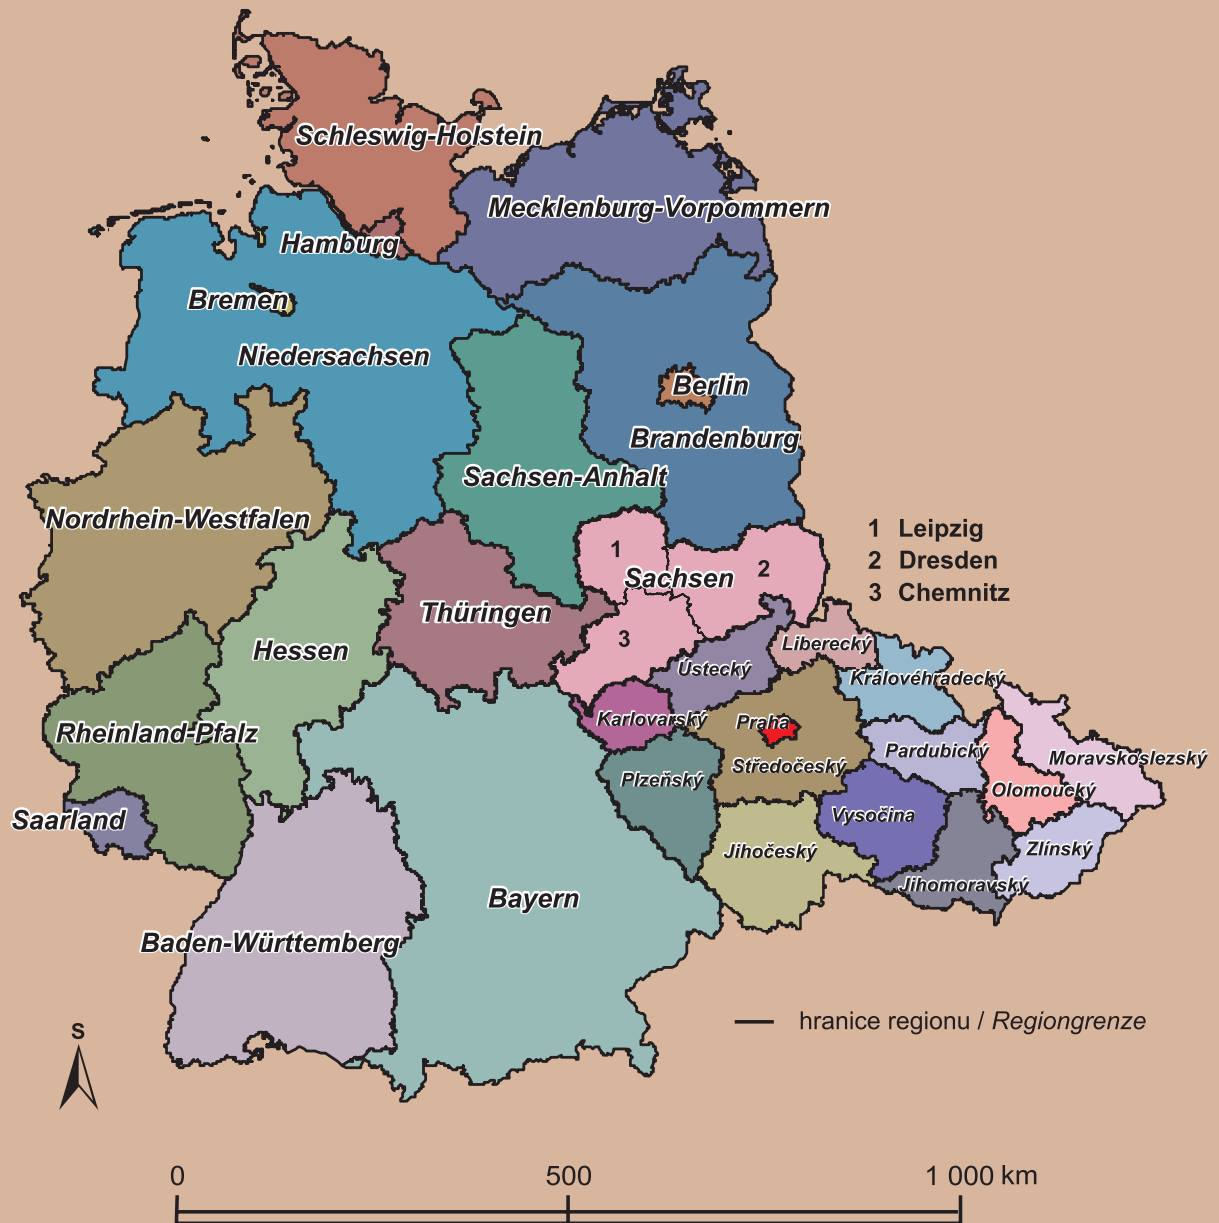 Schleswig-Holstein
Mecklenburg-Vorpommern
Hamburg
Bremen
Niedersachsen
Berlin
Brandenburg
Sachsen-Anhalt
Nordrhein-Westfalen
1 Leipzig
2 Dresden
3 Chemnitz
1
2
Sachsen
3
Thüringen
Hessen
Liberecký
Ústecký
Královéhradecký
Karlovarský
Praha
Rheinland-Pfalz
Pardubický
Moravskoslezský
Středočeský
Plzeňský
Olomoucký
Saarland
Vysočina
Jihočeský
Zlínský
Jihomoravský
Bayern
Baden-Württemberg
S
hranice regionu / Regiongrenze
0 500 1 000 km